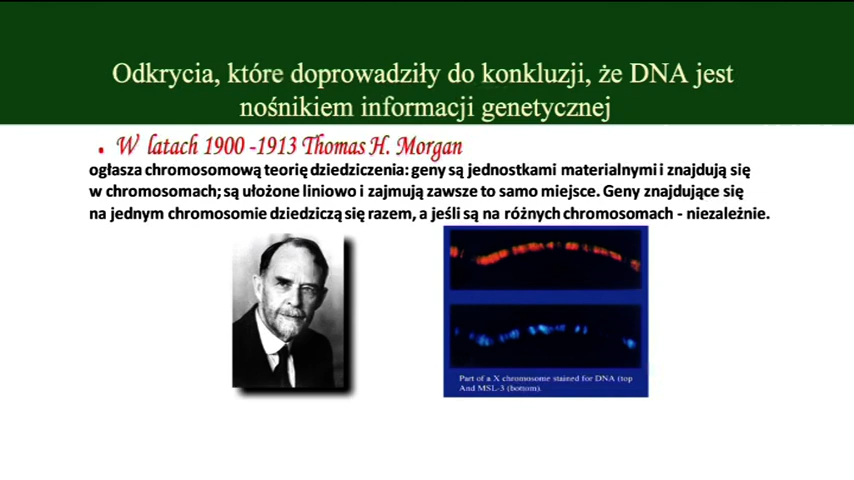 Odkrycia, które doprowadziły do konkluzji, że DNA jest
nośnikiem informacji genetycznej
• W latach 1900 -1913 Thomas H. Morgan
ogłasza chromosomową teorię dziedziczenia: geny są jednostkami materialnymi i znajdują się
w chromosomach; są ułożone liniowo i zajmują zawsze to samo miejsce. Geny znajdujące się
na jednym chromosomie dziedziczą się razem, a jeśli są na różnych chromosomach - niezależnie.
Part of a X chromosome stained for DNA (top
And MSL-3 (bottom).